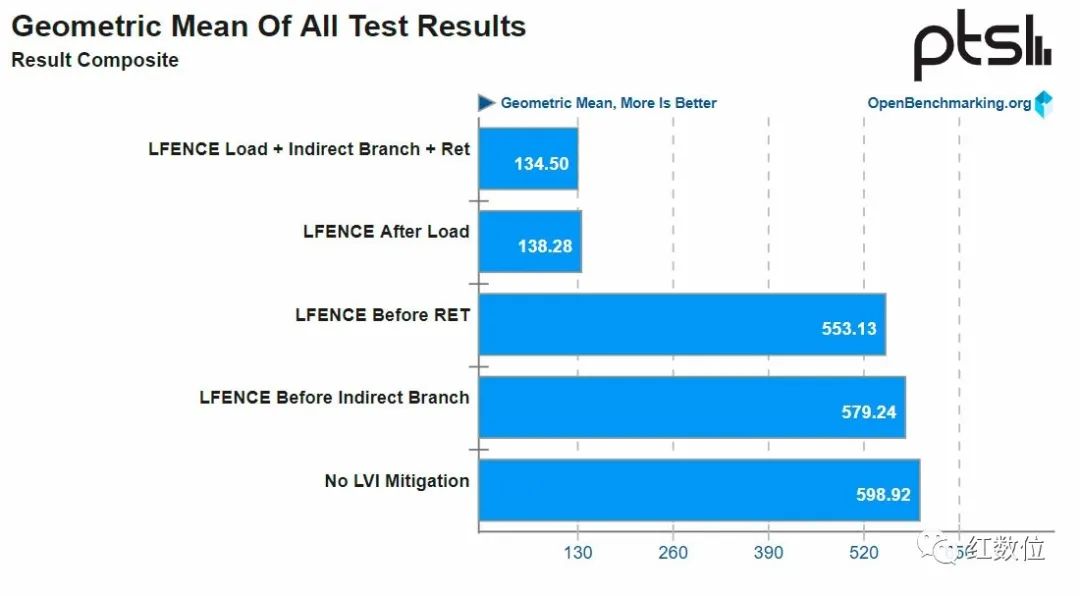 Geometric Mean Of All Test Results
Result Composite
pts
Geometric Mean, More Is Better
OpenBenchmarking.org
LFENCE Load + Indirect Branch + Ret
134.50
LFENCE After Load
138.28
LFENCE Before RET
553.13
LFENCE Before Indirect Branch
579.24
No LVI Mitigation
598.92
130 260 390 520
红数位